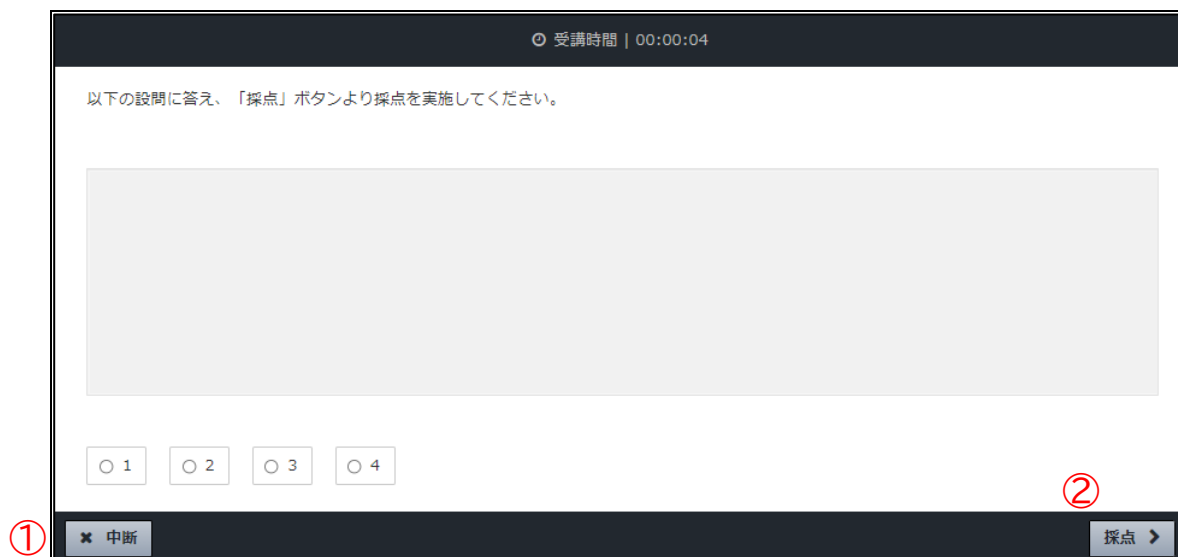 受講時間 | 00:00:04
以下の設問に答え、「採点」ボタンより採点を実施してください。
1 2 3 4
②
① ✖ 中断 採点 ❯